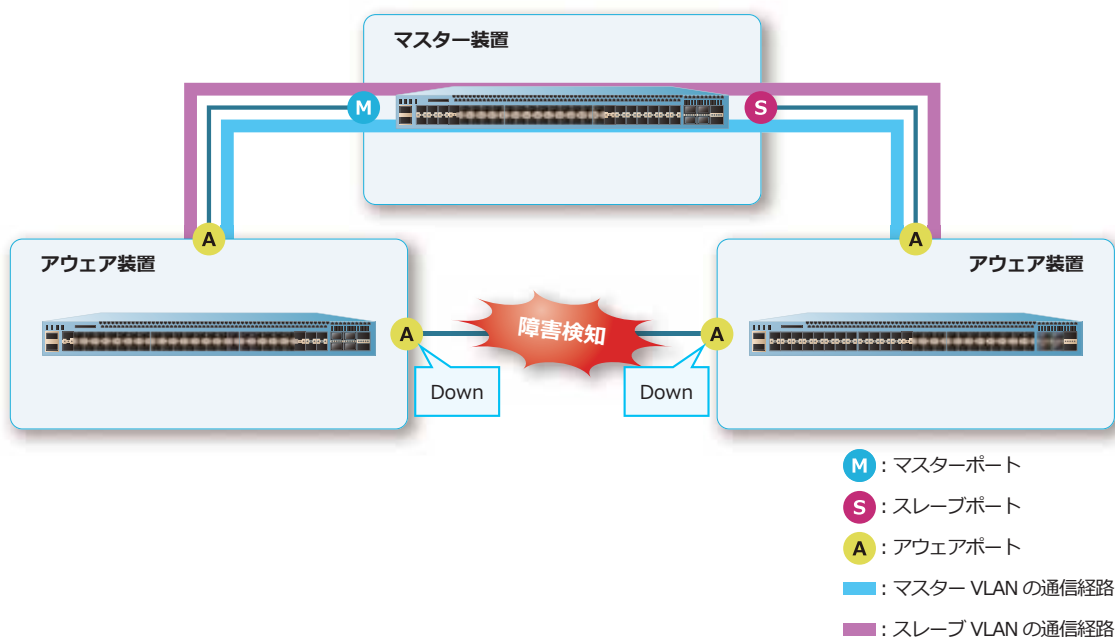 マスター装置
M
S
A
A
アウェア装置
アウェア装置
A
障害検知
A
Down
Down
M : マスターポート
S : スレーブポート
A : アウェアポート
: マスター VLAN の通信経路
: スレーブ VLAN の通信経路